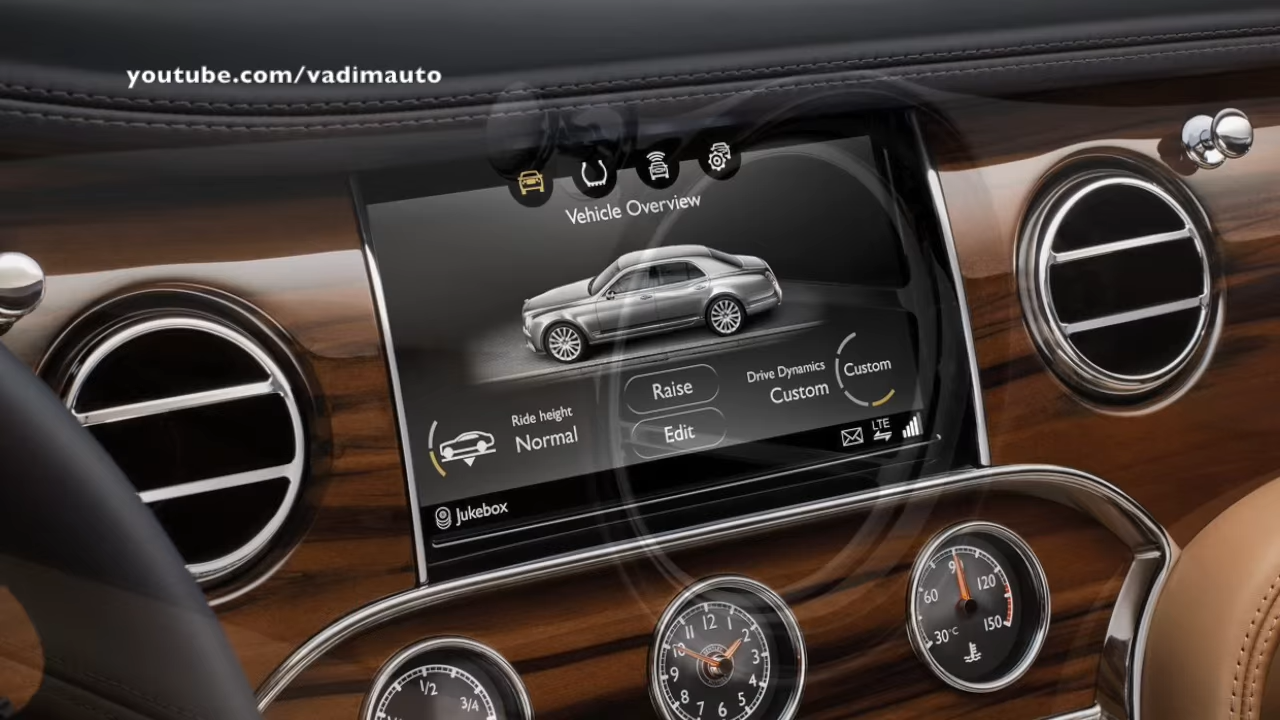 youtube.com/vadimauto
Vehicle Overview
Raise
Edit
Ride height
Normal
Drive Dynamics
Custom
Custom
LTE
Jukebox
1/2
3/4
12
1
2
3
4
5
6
7
8
9
10
11
30°C
60
90
120
150